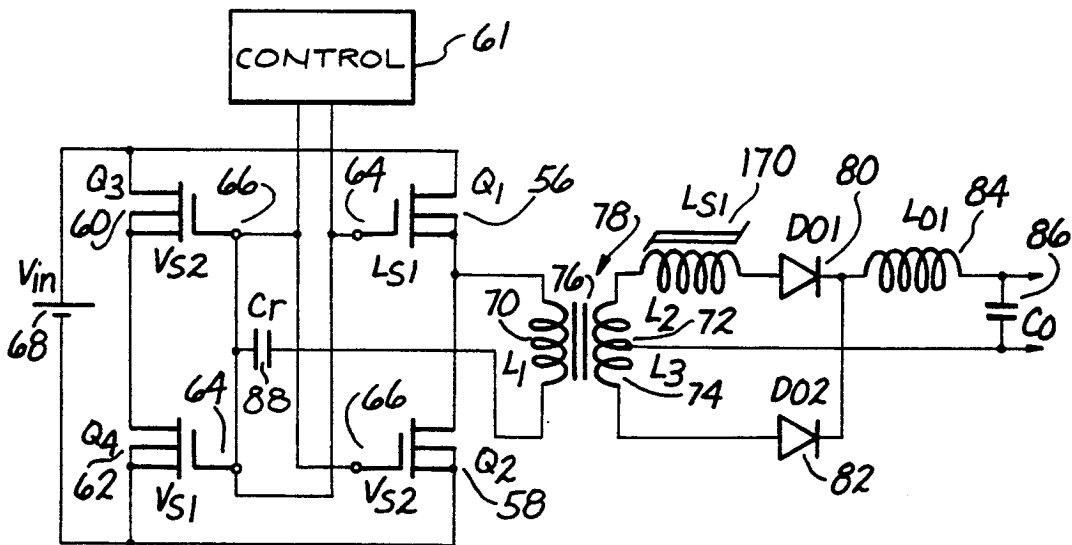 CONTROL
61
Q3
66
64
Q1
56
60
VS2
LS1
Vin
68
Cr
88
64
66
Q4
62
VS1
VS2
Q2
58
78
76
70
L1
L2
72
L3
74
LS1
170
DO1
80
LO1
84
86
CO
DO2
82